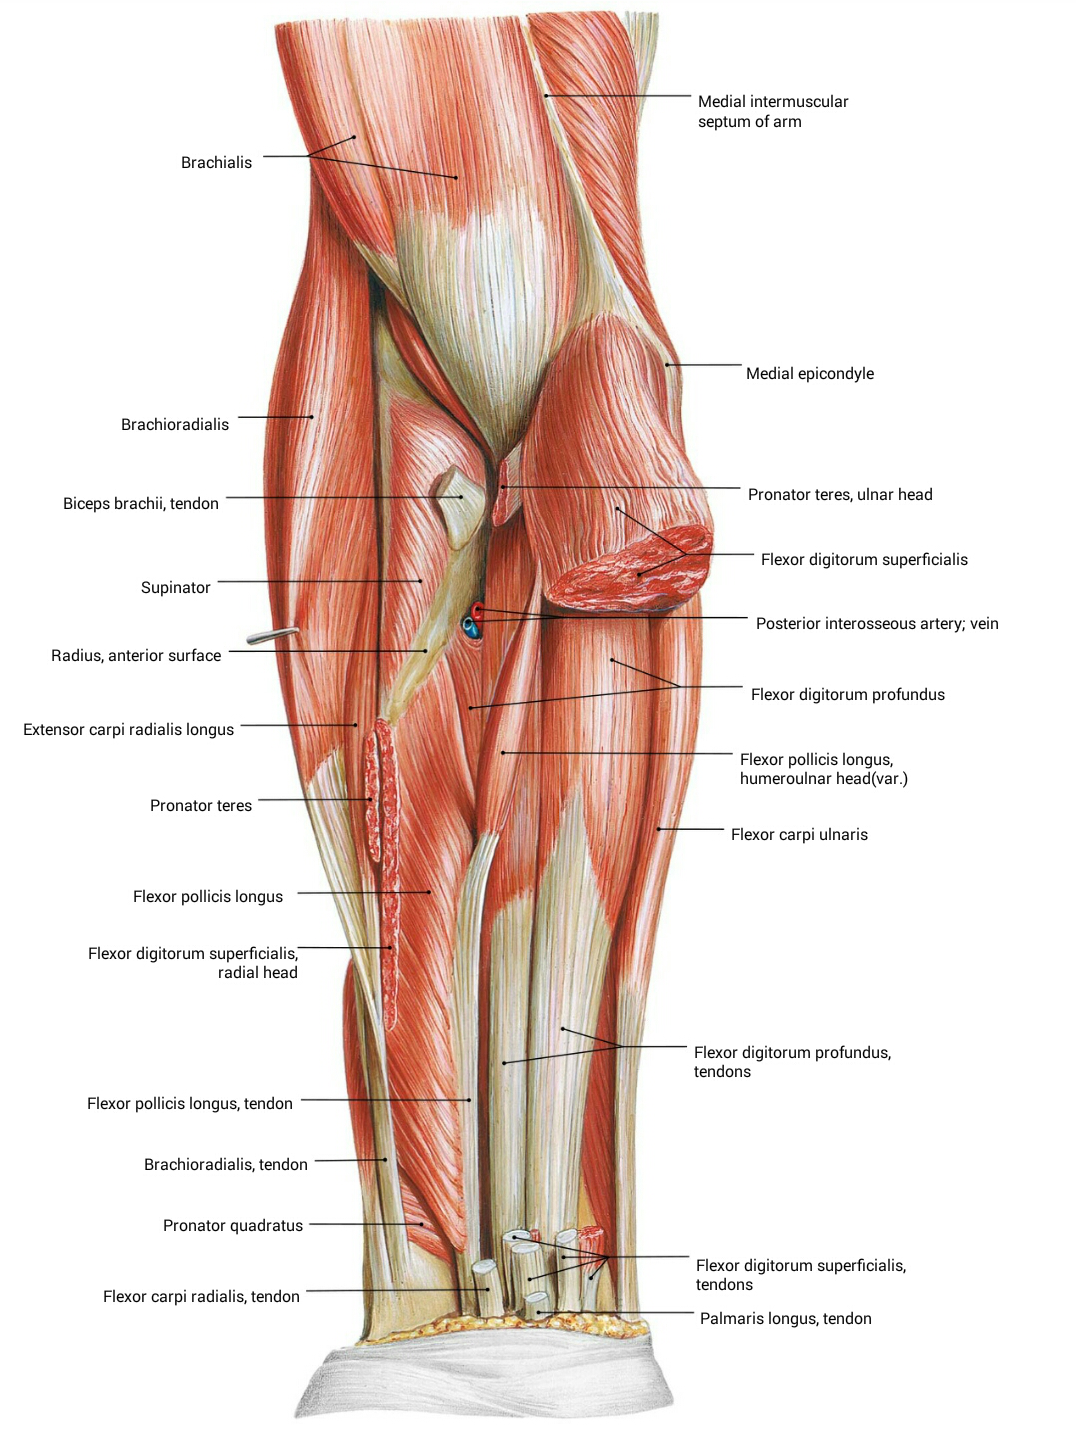 Medial intermuscular
septum of arm
Brachialis
Medial epicondyle
Brachioradialis
Biceps brachii, tendon
Pronator teres, ulnar head
Flexor digitorum superficialis
Supinator
Posterior interosseous artery; vein
Radius, anterior surface
Flexor digitorum profundus
Extensor carpi radialis longus
Flexor pollicis longus,
humeroulnar head(var.)
Pronator teres
Flexor carpi ulnaris
Flexor pollicis longus
Flexor digitorum superficialis,
radial head
Flexor digitorum profundus,
tendons
Flexor pollicis longus, tendon
Brachioradialis, tendon
Pronator quadratus
Flexor digitorum superficialis,
tendons
Flexor carpi radialis, tendon
Palmaris longus, tendon